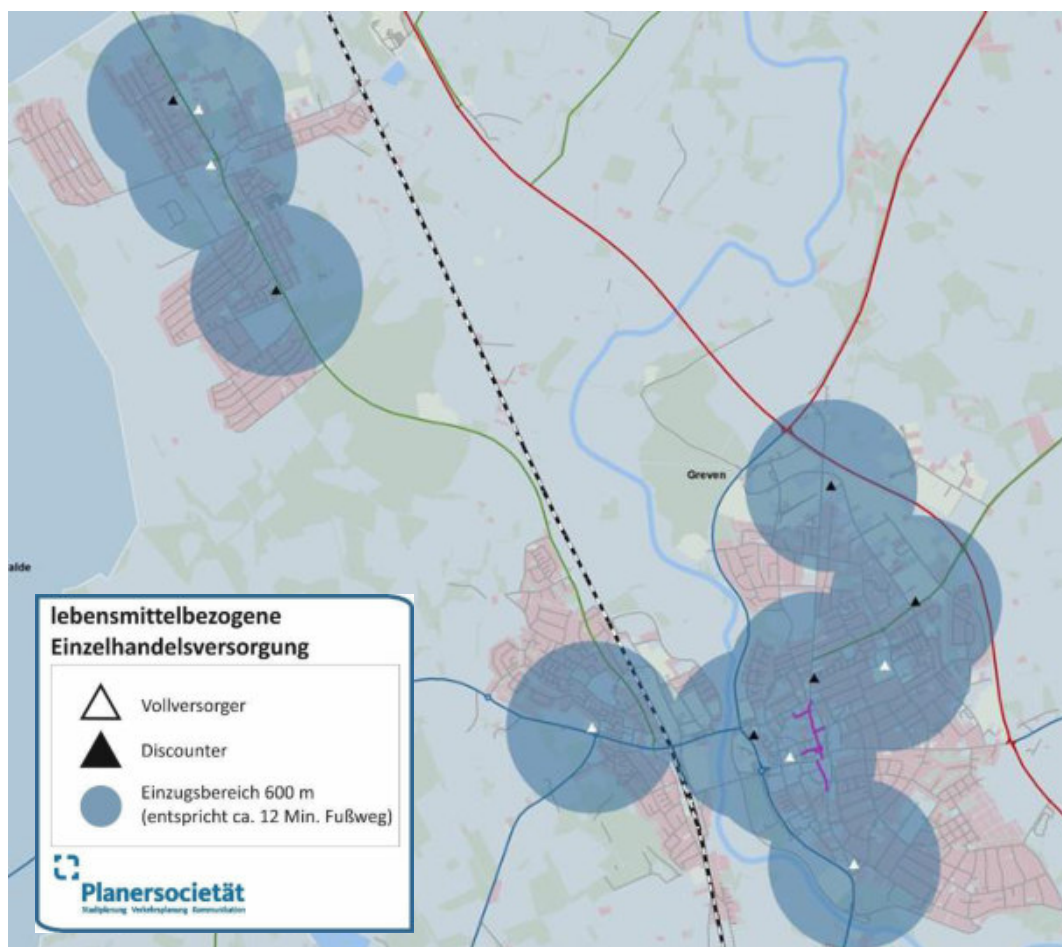 Greven
alde
lebensmittelbezogene
Einzelhandelsversorgung
Vollversorger
Discounter
Einzugsbereich 600 m
(entspricht ca. 12 Min. Fußweg)
Planersocietät
Stadtplanung Verkehrsplanung Kommunikation